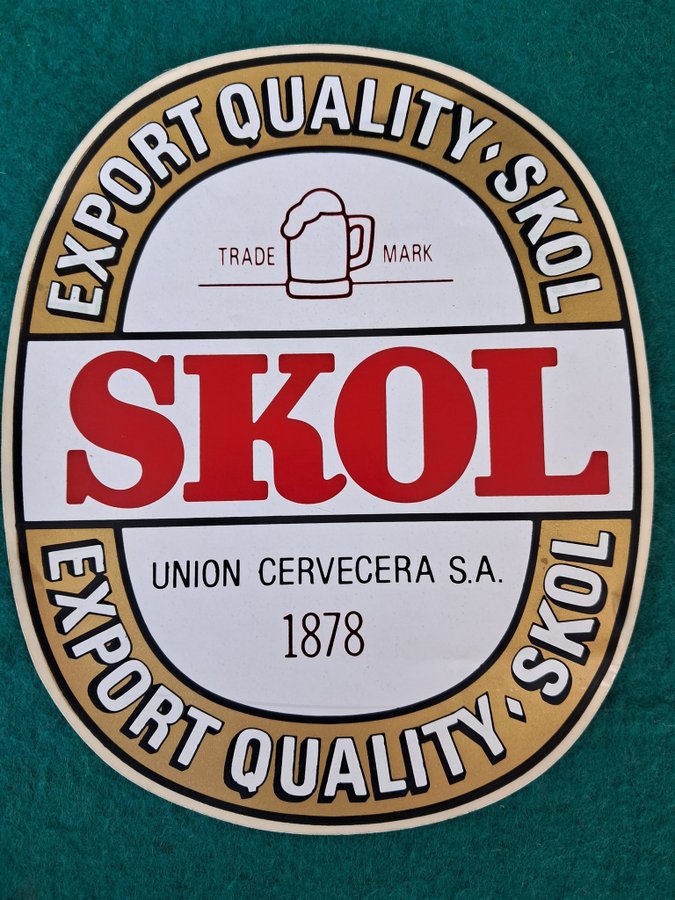 EXPORT QUALITY · SKOL
TRADE MARK
SKOL
UNION CERVECERA S.A.
1878
EXPORT QUALITY · SKOL